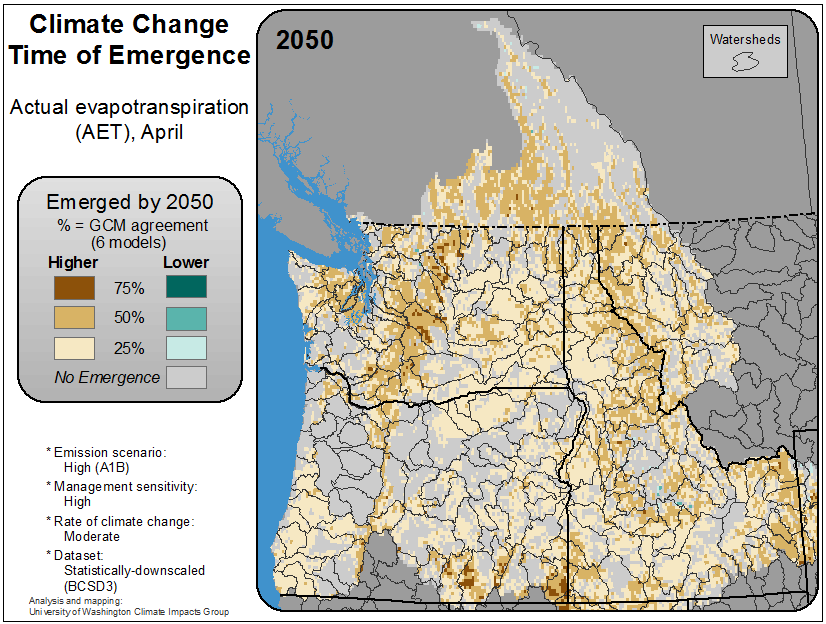 Climate Change
Time of Emergence
Actual evapotranspiration
(AET), April
Emerged by 2050
% = GCM agreement
(6 models)
Higher Lower
75%
50%
25%
No Emergence
* Emission scenario:
High (A1B)
* Management sensitivity:
High
* Rate of climate change:
Moderate
* Dataset:
Statistically-downscaled
(BCSD3)
Analysis and mapping:
University of Washington Climate Impacts Group
2050
Watersheds